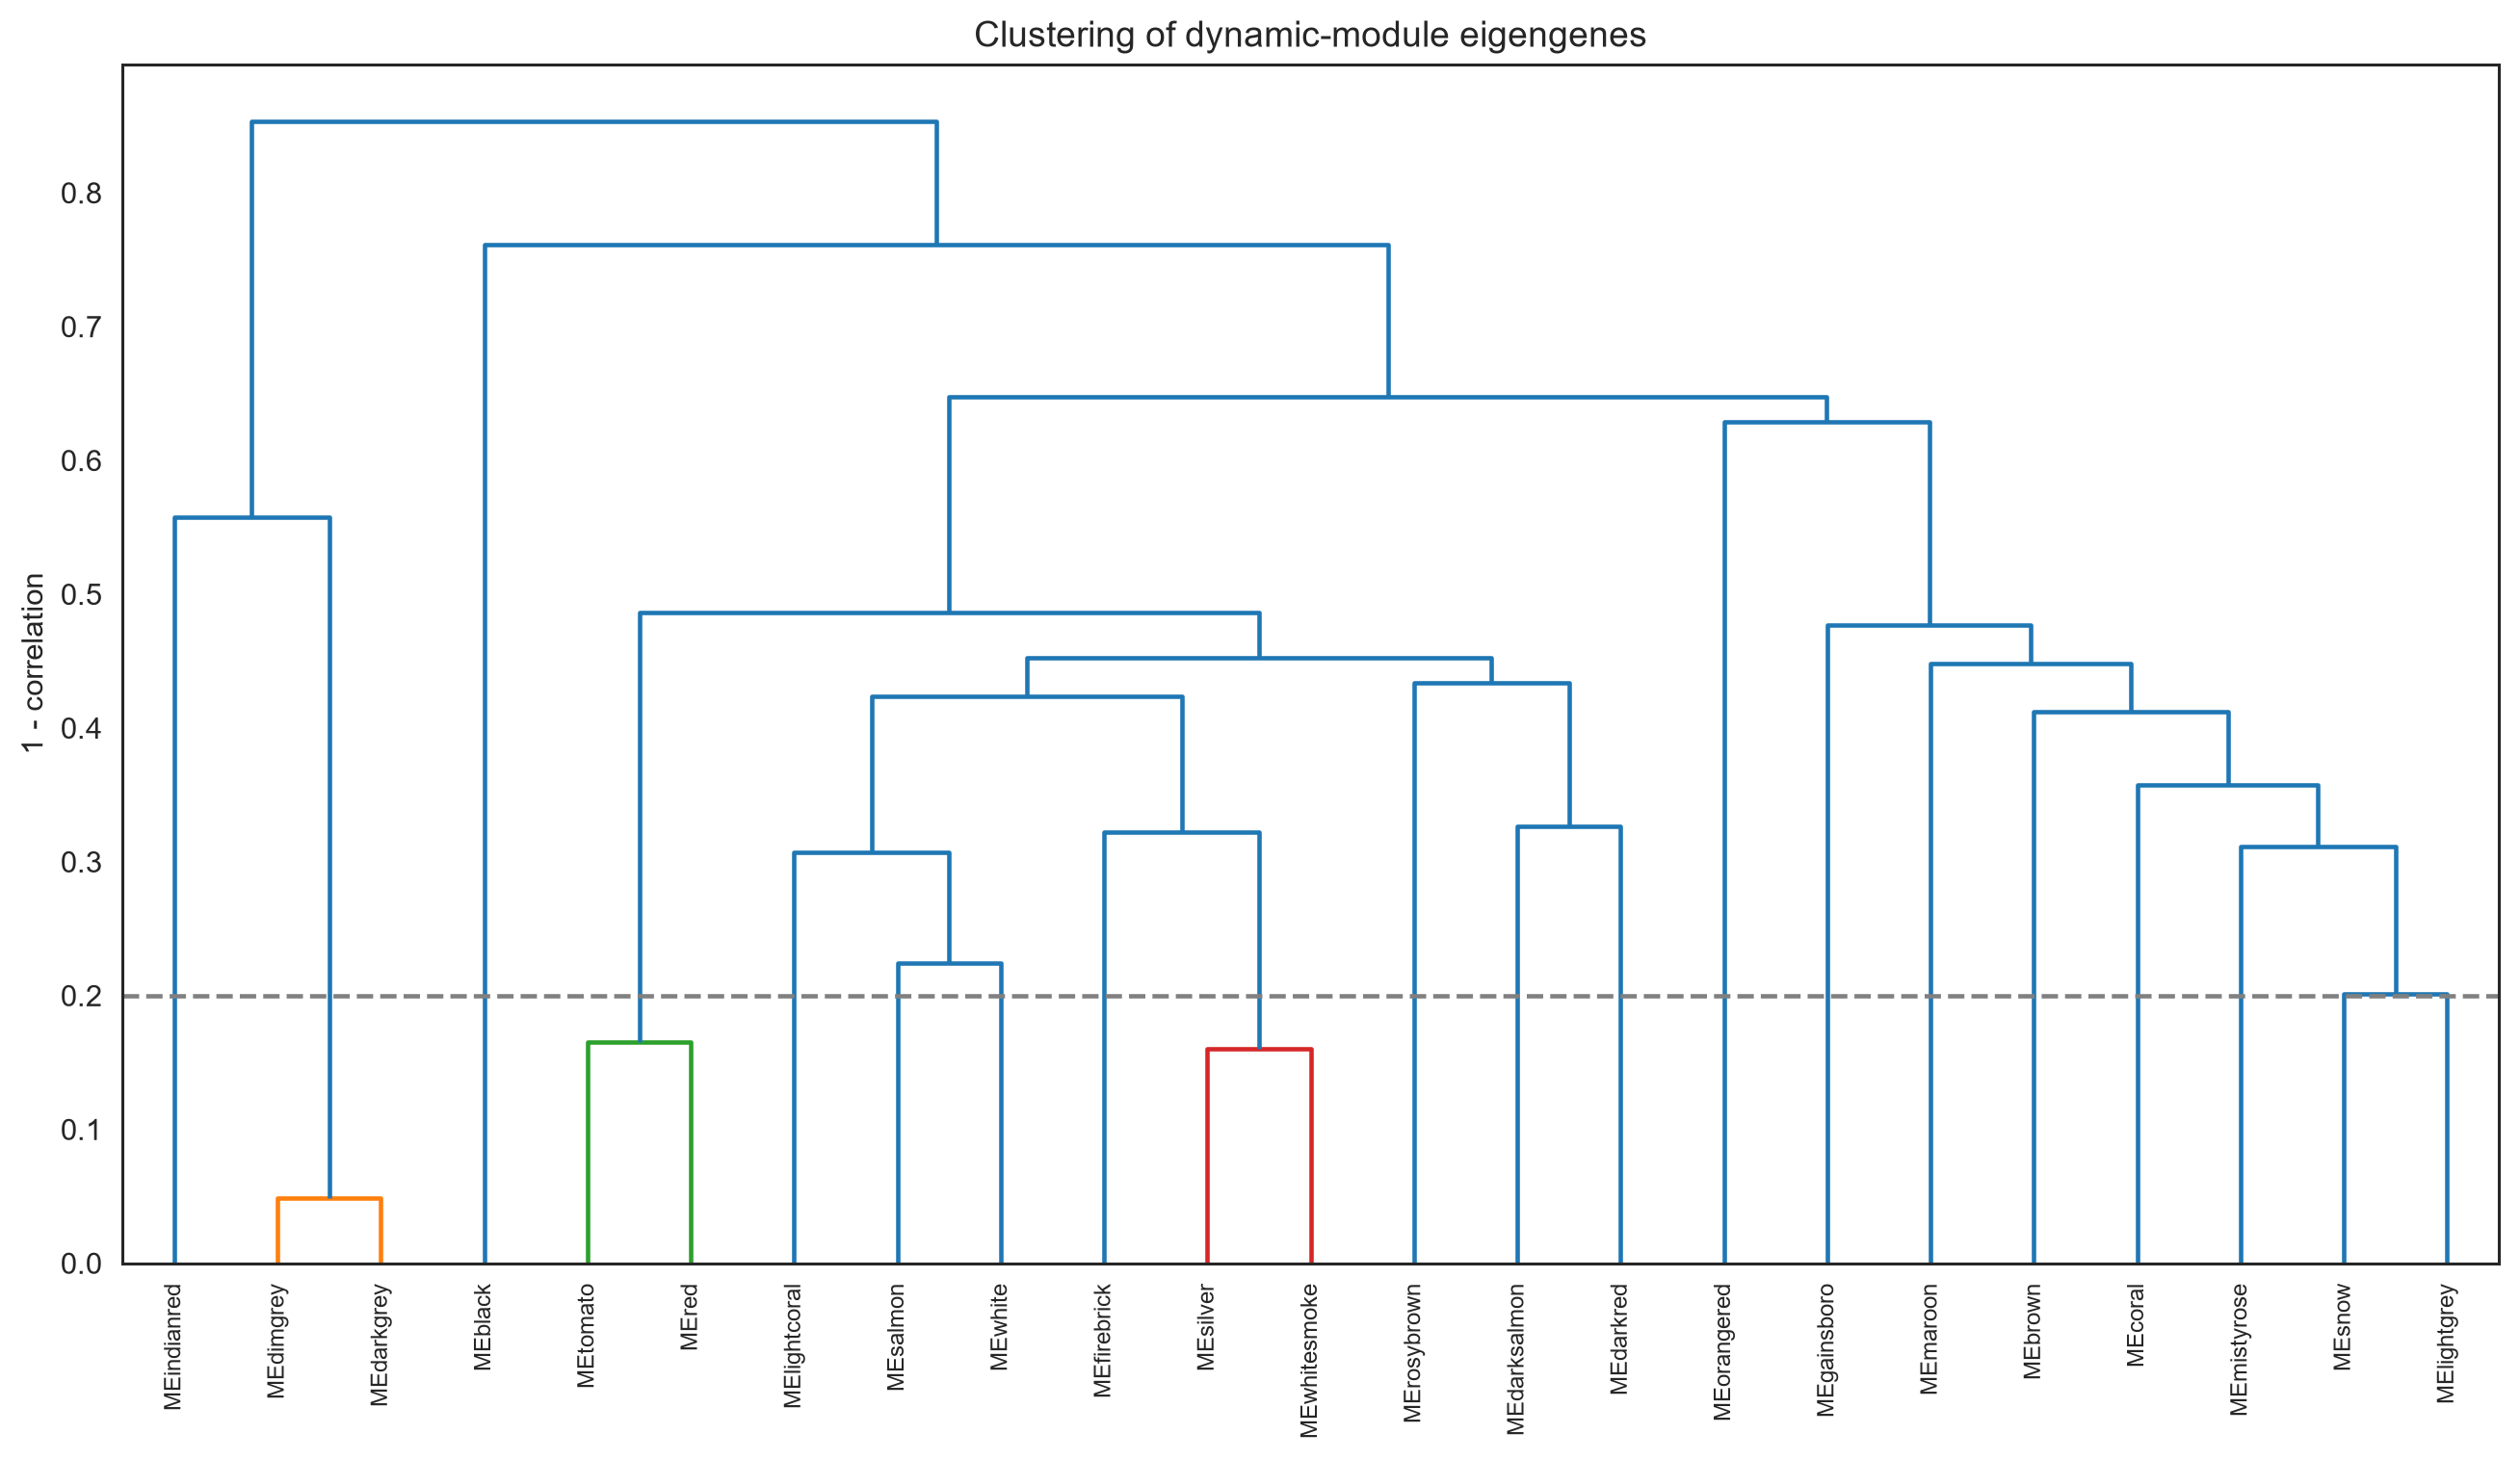 Clustering of dynamic-module eigengenes
1 - correlation
0.8
0.7
0.6
0.5
0.4
0.3
0.2
0.1
0.0
MEindianred
MEdimgrey
MEdarkgrey
MEblack
MEtomato
MEred
MElightcoral
MEsalmon
MEwhite
MEfirebrick
MEsilver
MEwhitesmoke
MErosybrown
MEdarksalmon
MEdarkred
MEorangered
MEgainsboro
MEmaroon
MEbrown
MEcoral
MEmistyrose
MEsnow
MElightgrey